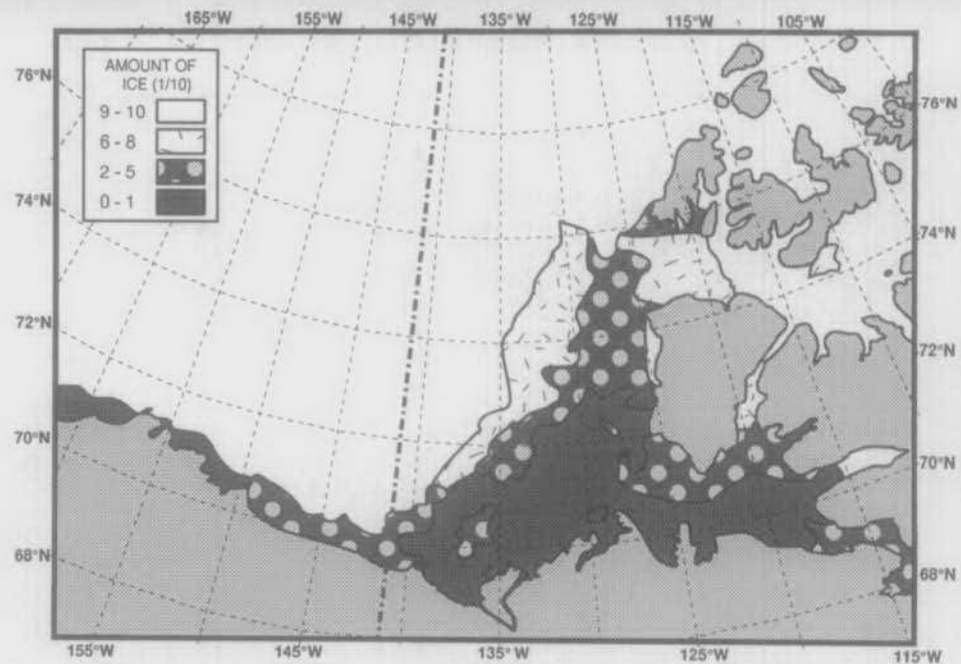 165°W 155°W 145°W 135°W 125°W 115°W 105°W
AMOUNT OF
ICE (1/10)
9 - 10
6 - 8
2 - 5
0 - 1
76°N
74°N
72°N
70°N
68°N
76°N
74°N
72°N
70°N
68°N
155°W 145°W 135°W 125°W 115°W